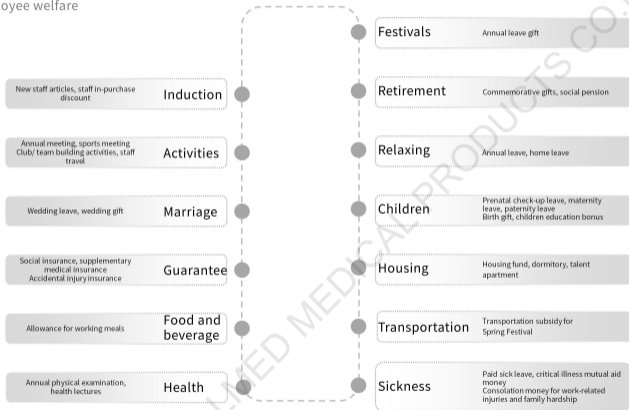 oyee welfare
New staff articles, staff in-purchase
discount
Induction
Annual meeting, sports meeting
Club/ team building activities, staff
travel
Activities
Wedding leave, wedding gift
Marriage
Social insurance, supplementary
medical insurance
Accidental injury insurance
Guarantee
Allowance for working meals
Food and
beverage
Annual physical examination,
health lectures
Health
Festivals
Annual leave gift
Retirement
Commemorative gifts, social pension
Relaxing
Annual leave, home leave
Children
Prenatal check-up leave, maternity
leave, paternity leave
Birth gift, children education bonus
Housing
Housing fund, dormitory, talent
apartment
Transportation
Transportation subsidy for
Spring Festival
Sickness
Paid sick leave, critical illness mutual aid
money
Consolation money for work-related
injuries and family hardship
LMED MEDICAL PRODUCTS CO.,